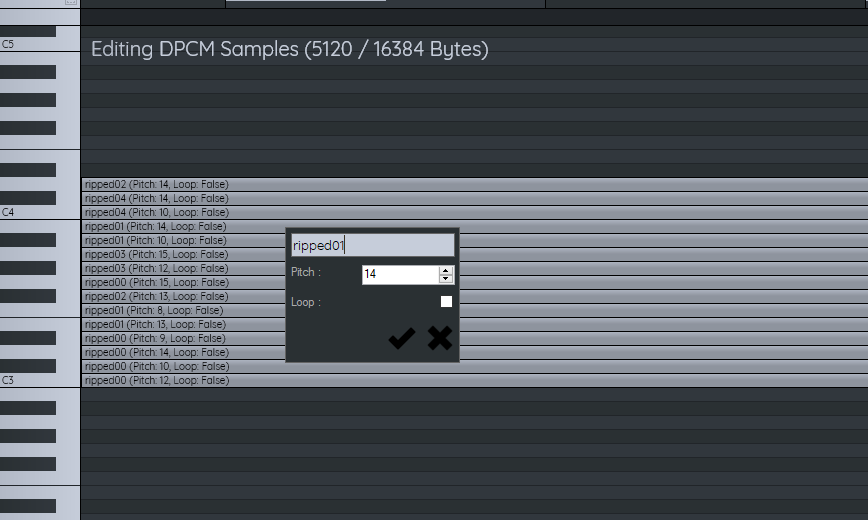 C5
Editing DPCM Samples (5120 / 16384 Bytes)
ripped02 (Pitch: 14, Loop: False)
ripped04 (Pitch: 14, Loop: False)
C4
ripped04 (Pitch: 10, Loop: False)
ripped01 (Pitch: 14, Loop: False)
ripped01 (Pitch: 10, Loop: False)
ripped03 (Pitch: 15, Loop: False)
ripped03 (Pitch: 12, Loop: False)
ripped00 (Pitch: 15, Loop: False)
ripped02 (Pitch: 13, Loop: False)
ripped01 (Pitch: 8, Loop: False)
ripped01 (Pitch: 13, Loop: False)
ripped00 (Pitch: 9, Loop: False)
ripped00 (Pitch: 14, Loop: False)
ripped00 (Pitch: 10, Loop: False)
C3
ripped00 (Pitch: 12, Loop: False)
ripped01
Pitch : 14
Loop :